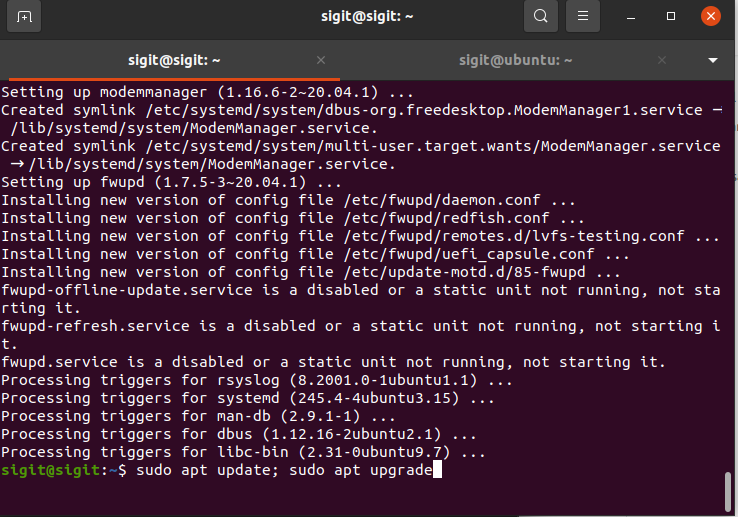 sigit@sigit: ~
sigit@sigit: ~
sigit@ubuntu: ~
Setting up modemmanager (1.16.6-2~20.04.1) ...
Created symlink /etc/systemd/system/dbus-org.freedesktop.ModemManager1.service →
 /lib/systemd/system/ModemManager.service.
Created symlink /etc/systemd/system/multi-user.target.wants/ModemManager.service
 → /lib/systemd/system/ModemManager.service.
Setting up fwupd (1.7.5-3~20.04.1) ...
Installing new version of config file /etc/fwupd/daemon.conf ...
Installing new version of config file /etc/fwupd/redfish.conf ...
Installing new version of config file /etc/fwupd/remotes.d/lvfs-testing.conf ...
Installing new version of config file /etc/fwupd/uefi_capsule.conf ...
Installing new version of config file /etc/update-motd.d/85-fwupd ...
fwupd-offline-update.service is a disabled or a static unit not running, not sta
rting it.
fwupd-refresh.service is a disabled or a static unit not running, not starting i
t.
fwupd.service is a disabled or a static unit not running, not starting it.
Processing triggers for rsyslog (8.2001.0-1ubuntu1.1) ...
Processing triggers for systemd (245.4-4ubuntu3.15) ...
Processing triggers for man-db (2.9.1-1) ...
Processing triggers for dbus (1.12.16-2ubuntu2.1) ...
Processing triggers for libc-bin (2.31-0ubuntu9.7) ...
sigit@sigit:~$ sudo apt update; sudo apt upgrade